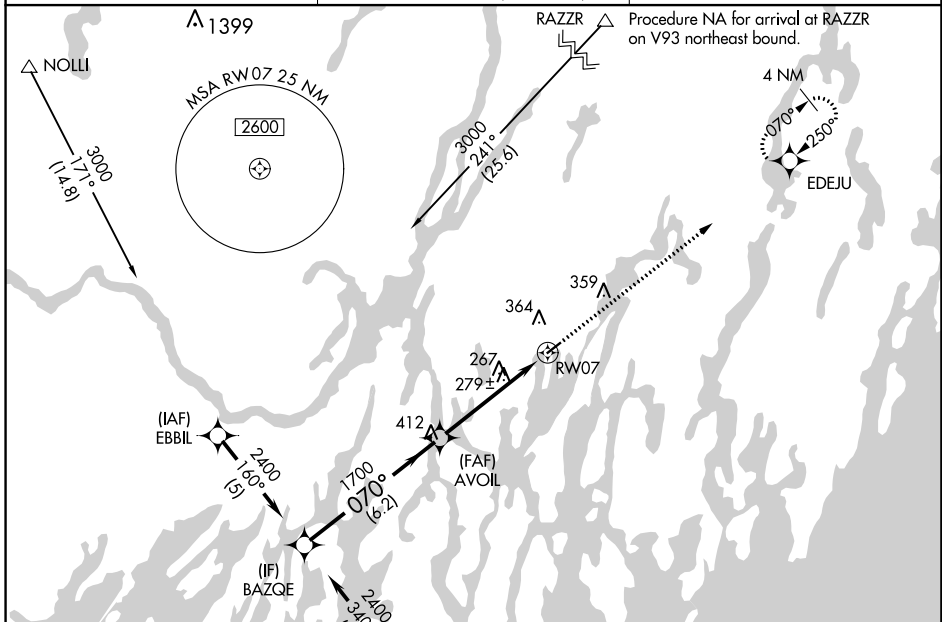 1399
RAZZR
Procedure NA for arrival at RAZZR
on V93 northeast bound.
NOLLI
4 NM
MSA RW07 25 NM
2600
070°
250°
3000
241°
(25.6)
3000
171°
(14.8)
EDEJU
359
364
RW07
267
279±
412
(IAF)
EBBIL
(FAF)
AVOIL
2400
160°
(5)
1700
070°
(6.2)
(IF)
BAZQE
2400